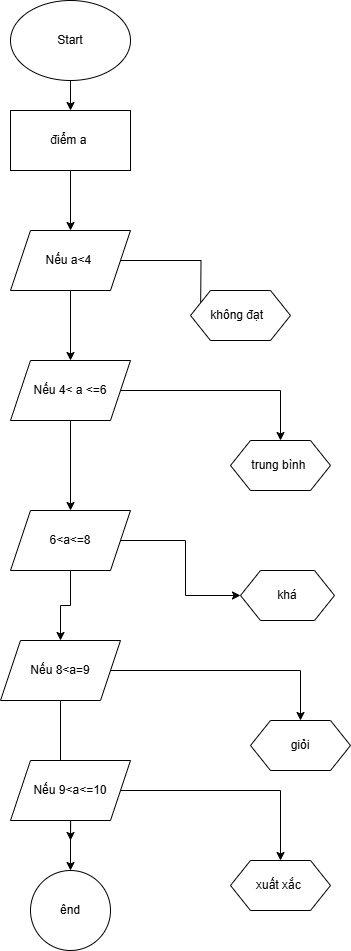 Start
điểm a
Nếu a<4
không đạt
Nếu 4< a <=6
trung bình
6<a<=8
khá
Nếu 8<a=9
giỏi
Nếu 9<a<=10
xuất xắc
ênd